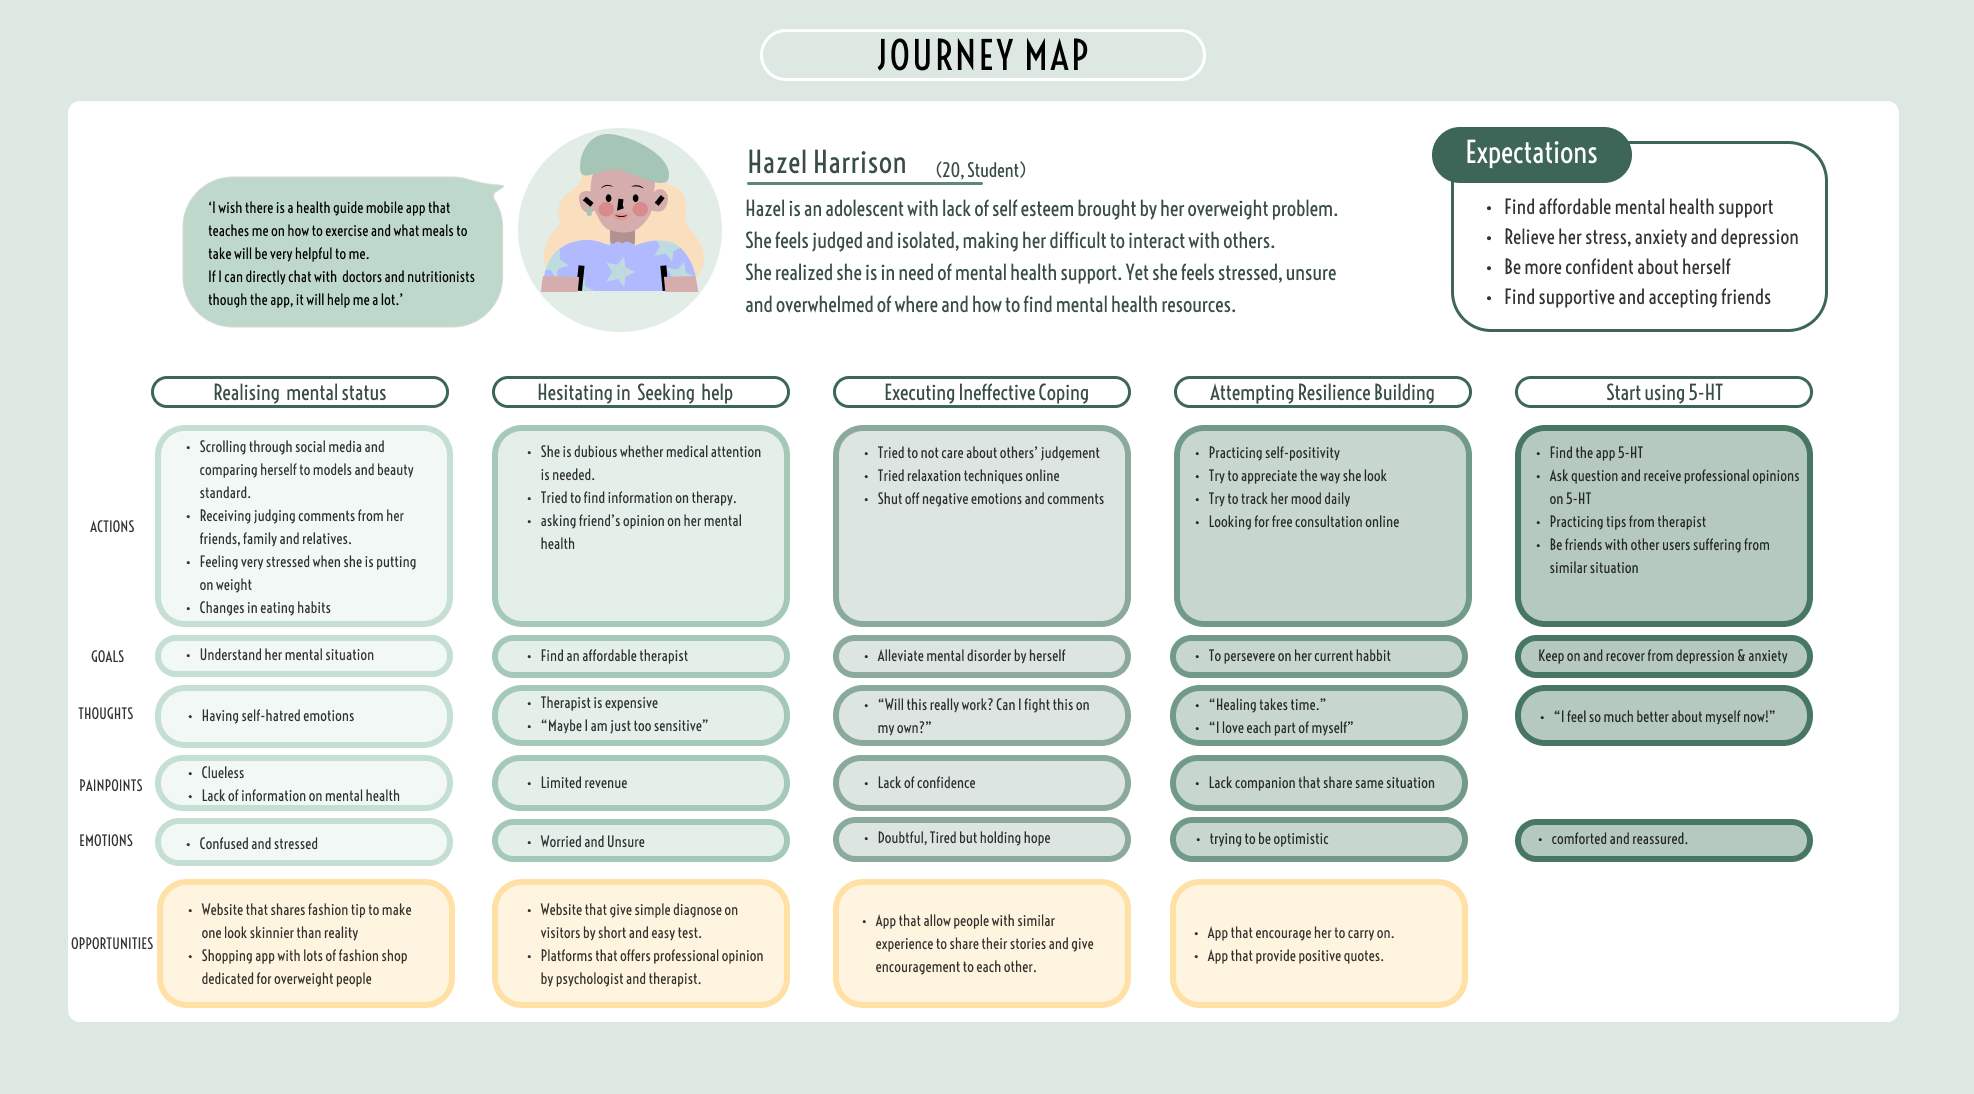 JOURNEY MAP
‘I wish there is a health guide mobile app that
teaches me on how to exercise and what meals to
take will be very helpful to me.
If I can directly chat with doctors and nutritionists
though the app, it will help me a lot.’
Hazel Harrison (20, Student)
Hazel is an adolescent with lack of self esteem brought by her overweight problem.
She feels judged and isolated, making her difficult to interact with others.
She realized she is in need of mental health support. Yet she feels stressed, unsure
and overwhelmed of where and how to find mental health resources.
Expectations
• Find affordable mental health support
• Relieve her stress, anxiety and depression
• Be more confident about herself
• Find supportive and accepting friends
Realising mental status
Hesitating in Seeking help
Executing Ineffective Coping
Attempting Resilience Building
Start using 5-HT
ACTIONS
• Scrolling through social media and
comparing herself to models and beauty
standard.
• Receiving judging comments from her
friends, family and relatives.
• Feeling very stressed when she is putting
on weight
• Changes in eating habits
• She is dubious whether medical attention
is needed.
• Tried to find information on therapy.
• asking friend’s opinion on her mental
health
• Tried to not care about others’ judgement
• Tried relaxation techniques online
• Shut off negative emotions and comments
• Practicing self-positivity
• Try to appreciate the way she look
• Try to track her mood daily
• Looking for free consultation online
• Find the app 5-HT
• Ask question and receive professional opinions
on 5-HT
• Practicing tips from therapist
• Be friends with other users suffering from
similar situation
GOALS
• Understand her mental situation
• Find an affordable therapist
• Alleviate mental disorder by herself
• To persevere on her current habbit
Keep on and recover from depression & anxiety
THOUGHTS
• Having self-hatred emotions
• Therapist is expensive
• “Maybe I am just too sensitive”
• “Will this really work? Can I fight this on
my own?”
• “Healing takes time.”
• “I love each part of myself”
• “I feel so much better about myself now!”
PAINPOINTS
• Clueless
• Lack of information on mental health
• Limited revenue
• Lack of confidence
• Lack companion that share same situation
EMOTIONS
• Confused and stressed
• Worried and Unsure
• Doubtful, Tired but holding hope
• trying to be optimistic
• comforted and reassured.
OPPORTUNITIES
• Website that shares fashion tip to make
one look skinnier than reality
• Shopping app with lots of fashion shop
dedicated for overweight people
• Website that give simple diagnose on
visitors by short and easy test.
• Platforms that offers professional opinion
by psychologist and therapist.
• App that allow people with similar
experience to share their stories and give
encouragement to each other.
• App that encourage her to carry on.
• App that provide positive quotes.